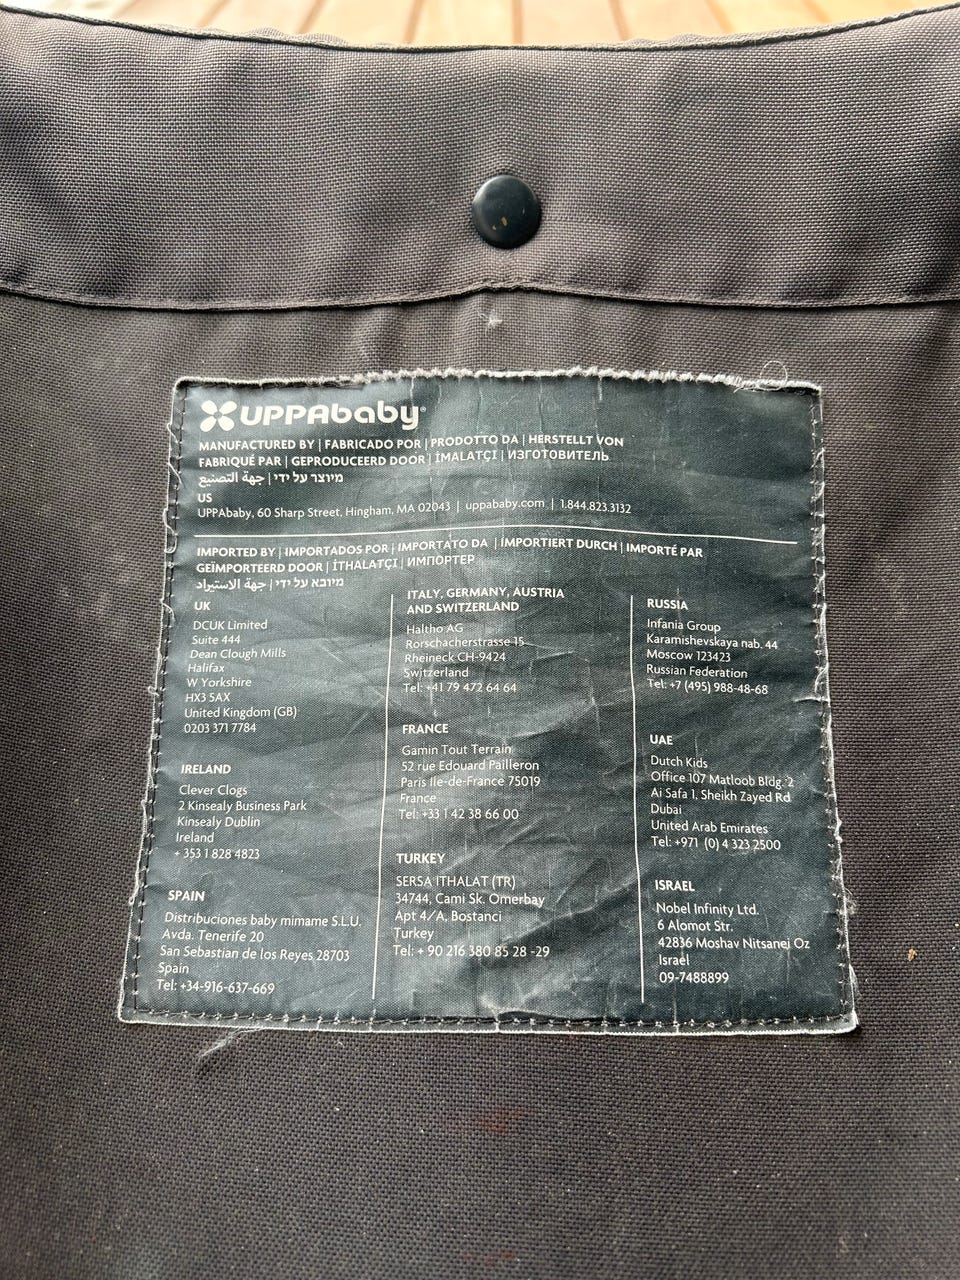 UPPAbaby®
MANUFACTURED BY | FABRICADO POR | PRODOTTO DA | HERSTELLT VON
FABRIQUÉ PAR | GEPRODUCEERD DOOR | İMALATÇI | ИЗГОТОВИТЕЛЬ
מיוצר על ידי | جهة التصنيع
US
UPPAbaby, 60 Sharp Street, Hingham, MA 02043 | uppababy.com | 1.844.823.3132
IMPORTED BY | IMPORTADOS POR | IMPORTATO DA | IMPORTIERT DURCH | IMPORTÉ PAR
GEÏMPORTEERD DOOR | İTHALATÇI | ИМПОРТЕР
מיובא על ידי | جهة الاستيراد
UK
DCUK Limited
Suite 444
Dean Clough Mills
Halifax
W Yorkshire
HX3 5AX
United Kingdom (GB)
0203 371 7784
IRELAND
Clever Clogs
2 Kinsealy Business Park
Kinsealy Dublin
Ireland
+ 353 1 828 4823
SPAIN
Distribuciones baby mimame S.L.U.
Avda. Tenerife 20
San Sebastian de los Reyes 28703
Spain
Tel: +34-916-637-669
ITALY, GERMANY, AUSTRIA
AND SWITZERLAND
Haltho AG
Rorschacherstrasse 15
Rheineck CH-9424
Switzerland
Tel: +41 79 472 64 64
FRANCE
Gamin Tout Terrain
52 rue Edouard Pailleron
Paris Ile-de-France 75019
France
Tel: +33 1 42 38 66 00
TURKEY
SERSA ITHALAT (TR)
34744, Cami Sk. Omerbay
Apt 4/A, Bostanci
Turkey
Tel: + 90 216 380 85 28 -29
RUSSIA
Infania Group
Karamishevskaya nab. 44
Moscow 123423
Russian Federation
Tel: +7 (495) 988-48-68
UAE
Dutch Kids
Office 107 Matloob Bldg. 2
Ai Safa 1, Sheikh Zayed Rd
Dubai
United Arab Emirates
Tel: +971 (0) 4 323 2500
ISRAEL
Nobel Infinity Ltd.
6 Alomot Str.
42836 Moshav Nitsanei Oz
Israel
09-7488899